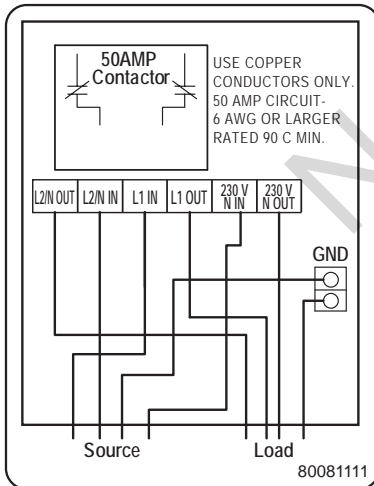 50AMP
Contactor
USE COPPER
CONDUCTORS ONLY.
50 AMP CIRCUIT-
6 AWG OR LARGER
RATED 90 C MIN.
L2/N OUT
L2/N IN
L1 IN
L1 OUT
230 V
N IN
230 V
N OUT
GND
Source
Load
80081111